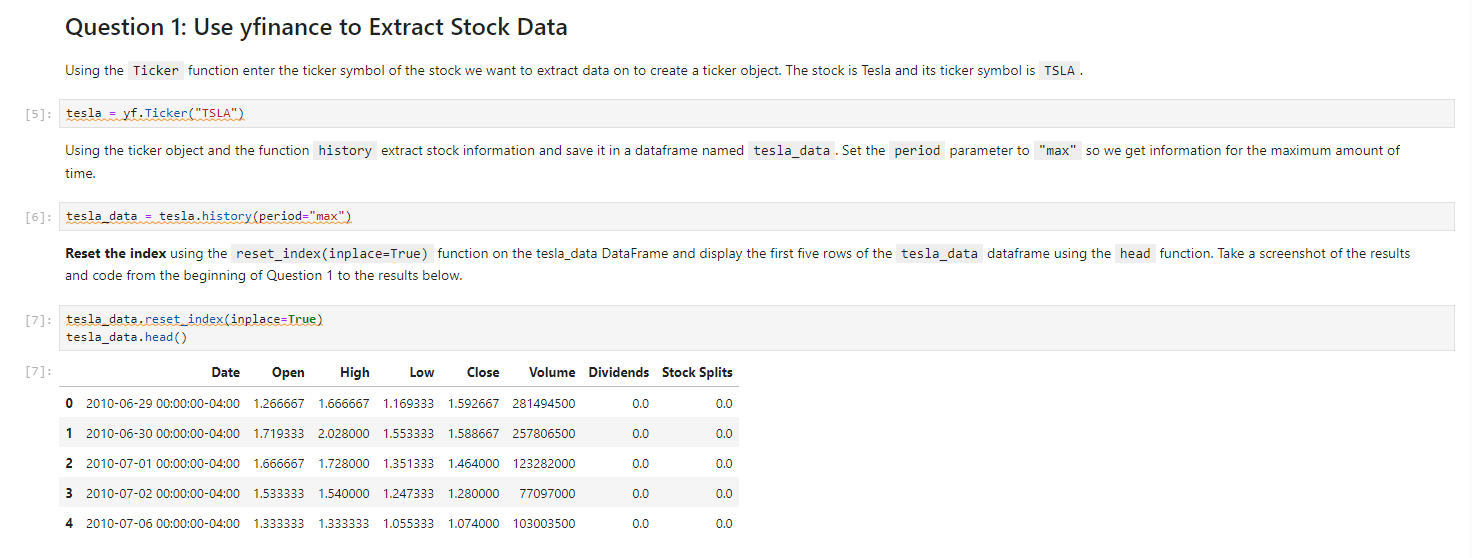 Question 1: Use yfinance to Extract Stock Data
Using the Ticker function enter the ticker symbol of the stock we want to extract data on to create a ticker object. The stock is Tesla and its ticker symbol is TSLA .
[5]: tesla = yf.Ticker("TSLA")
Using the ticker object and the function history extract stock information and save it in a dataframe named tesla_data . Set the period parameter to "max" so we get information for the maximum amount of
time.
[6]: tesla_data = tesla.history(period="max")
Reset the index using the reset_index(inplace=True) function on the tesla_data DataFrame and display the first five rows of the tesla_data dataframe using the head function. Take a screenshot of the results
and code from the beginning of Question 1 to the results below.
[7]: tesla_data.reset_index(inplace=True)
tesla_data.head()
[7]: Date Open High Low Close Volume Dividends Stock Splits
0 2010-06-29 00:00:00-04:00 1.266667 1.666667 1.169333 1.592667 281494500 0.0 0.0
1 2010-06-30 00:00:00-04:00 1.719333 2.028000 1.553333 1.588667 257806500 0.0 0.0
2 2010-07-01 00:00:00-04:00 1.666667 1.728000 1.351333 1.464000 123282000 0.0 0.0
3 2010-07-02 00:00:00-04:00 1.533333 1.540000 1.247333 1.280000 77097000 0.0 0.0
4 2010-07-06 00:00:00-04:00 1.333333 1.333333 1.055333 1.074000 103003500 0.0 0.0